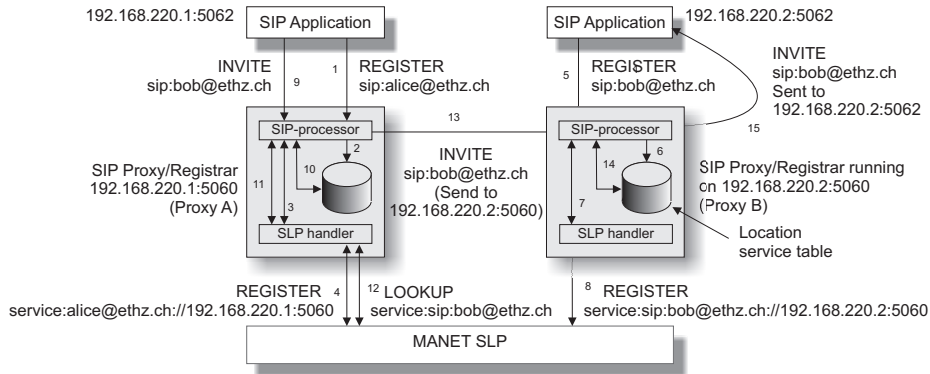 192.168.220.1:5062
SIP Application
SIP Application
192.168.220.2:5062
INVITE
sip:bob@ethz.ch
9
1
REGISTER
sip:alice@ethz.ch
5
REGISTER
sip:bob@ethz.ch
INVITE
sip:bob@ethz.ch
Sent to
192.168.220.2:5062
15
SIP-processor
13
SIP-processor
2
10
11
3
SIP Proxy/Registrar
192.168.220.1:5060
(Proxy A)
INVITE
sip:bob@ethz.ch
(Send to
192.168.220.2:5060)
6
14
7
SIP Proxy/Registrar running
on 192.168.220.2:5060
(Proxy B)
Location
service table
SLP handler
SLP handler
REGISTER
service:alice@ethz.ch://192.168.220.1:5060
4
12
LOOKUP
service:sip:bob@ethz.ch
8
REGISTER
service:sip:bob@ethz.ch://192.168.220.2:5060
MANET SLP